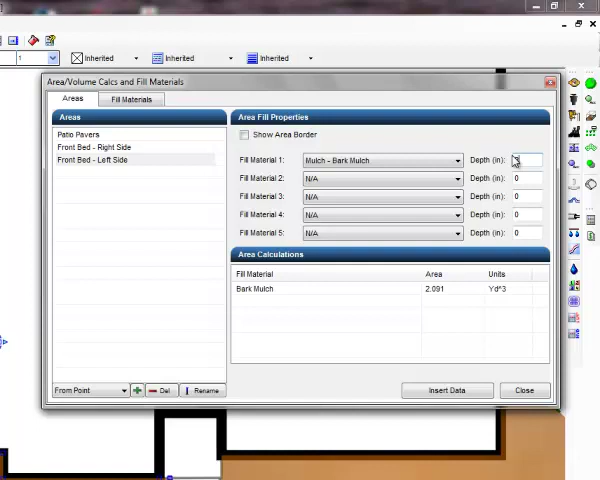 1 Inherited Inherited Inherited
Area/Volume Calcs and Fill Materials
Areas Fill Materials
Areas
Patio Pavers
Front Bed - Right Side
Front Bed - Left Side
From Point Del Rename
Area Fill Properties
Show Area Border
Fill Material 1: Mulch - Bark Mulch Depth (in):
Fill Material 2: N/A Depth (in): 0
Fill Material 3: N/A Depth (in): 0
Fill Material 4: N/A Depth (in): 0
Fill Material 5: N/A Depth (in): 0
Area Calculations
Fill Material Area Units
Bark Mulch 2.091 Yd^3
Insert Data Close